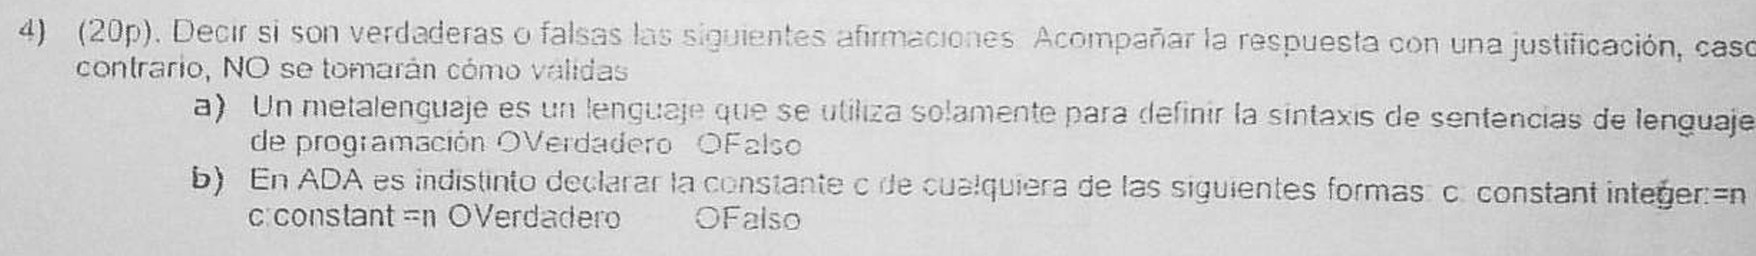 4) (20p). Decir si son verdaderas o falsas las siguientes afirmaciones. Acompañar la respuesta con una justificación, caso
contrario, NO se tomarán cómo validas
a) Un metalenguaje es un lenguaje que se utiliza solamente para definir la sintaxis de sentencias de lenguaje
de programación OVerdadero OFalso
b) En ADA es indistinto declarar la constante c de cualquiera de las siguientes formas: c: constant integer:=n
c:constant =n OVerdadero OFalso